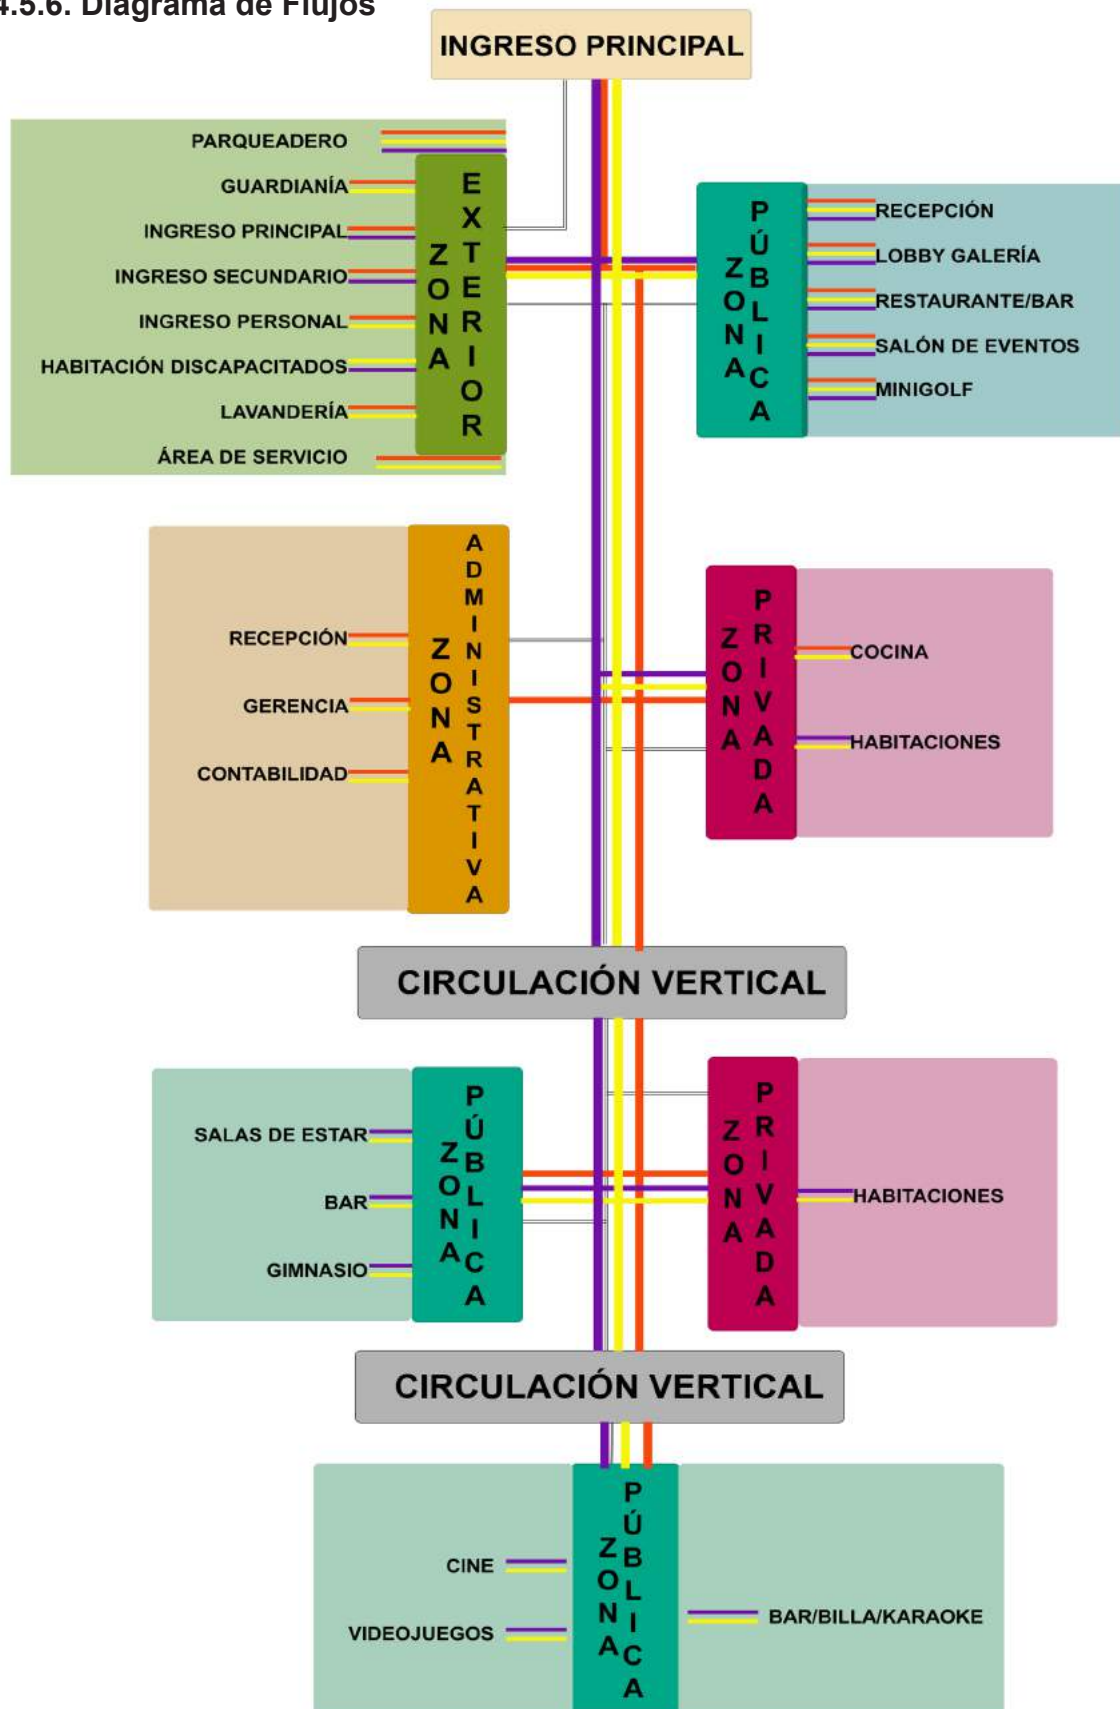 4.5.6. Diagrama de Flujos
INGRESO PRINCIPAL
PARQUEADERO
GUARDIANÍA
INGRESO PRINCIPAL
INGRESO SECUNDARIO
INGRESO PERSONAL
HABITACIÓN DISCAPACITADOS
LAVANDERÍA
ÁREA DE SERVICIO
ZONA EXTERIOR
ZONA PÚBLICA
RECEPCIÓN
LOBBY GALERÍA
RESTAURANTE/BAR
SALÓN DE EVENTOS
MINIGOLF
RECEPCIÓN
GERENCIA
CONTABILIDAD
ZONA ADMINISTRATIVA
ZONA PRIVADA
COCINA
HABITACIONES
CIRCULACIÓN VERTICAL
SALAS DE ESTAR
BAR
GIMNASIO
ZONA PÚBLICA
ZONA PRIVADA
HABITACIONES
CIRCULACIÓN VERTICAL
CINE
VIDEOJUEGOS
ZONA PÚBLICA
BAR/BILLA/KARAOKE